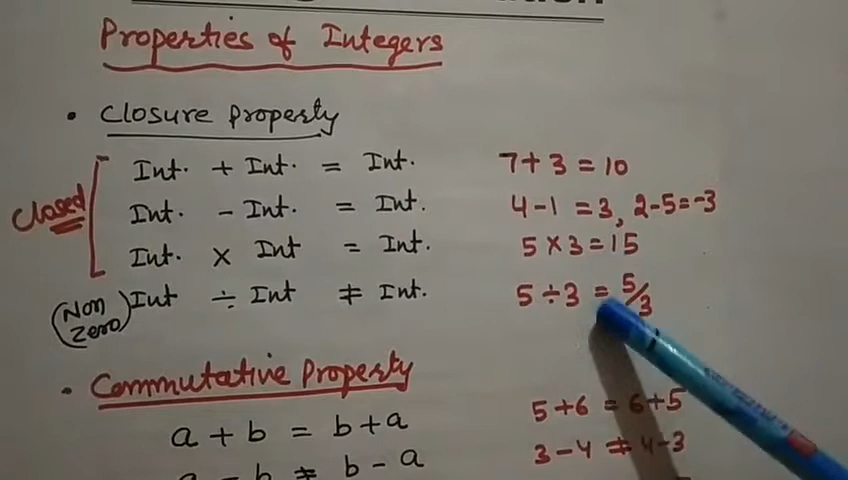 Properties of Integers
• Closure Property
Int. + Int. = Int. 7+3=10
Closed
Int. - Int. = Int. 4-1=3, 2-5=-3
Int. × Int = Int. 5×3=15
(Non Zero) Int ÷ Int ≠ Int. 5÷3=5/3
• Commutative Property
a + b = b + a 5+6=6+5
a - b ≠ b - a 3-4≠4-3